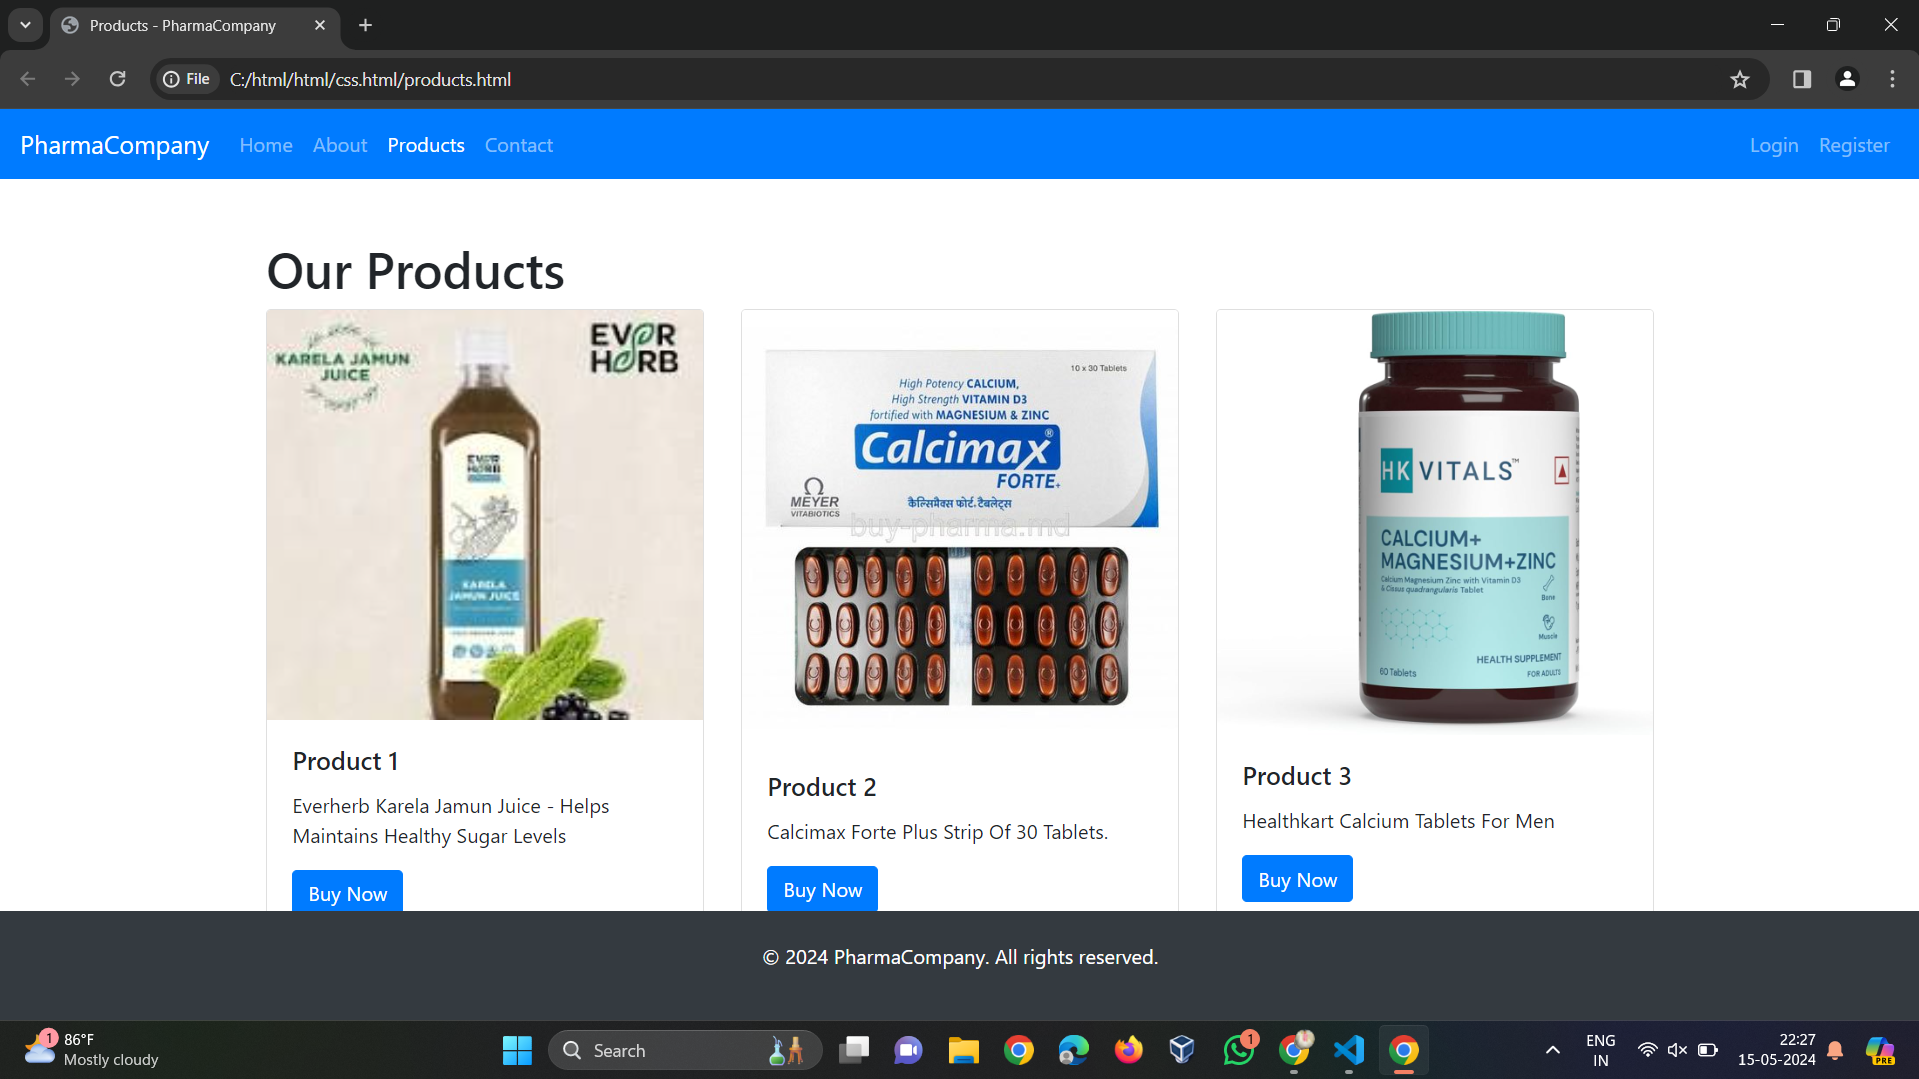 Products - PharmaCompany
File
C:/html/html/css.html/products.html
PharmaCompany
Home
About
Products
Contact
Login
Register
Our Products
KARELA JAMUN
JUICE
EVER
HERB
EVER
HERB
KARELA
JAMUN JUICE
10 x 30 Tablets
High Potency CALCIUM,
High Strength VITAMIN D3
fortified with MAGNESIUM & ZINC
Calcimax®
FORTE+
MEYER
VITABIOTICS
कैल्सिमैक्स फोर्ट+ टैबलेट्स
buy-pharma.md
HK VITALS™
CALCIUM+
MAGNESIUM+ZINC
Calcium Magnesium Zinc with Vitamin D3
& Cissus quadrangularis Tablet
Bone
Muscle
HEALTH SUPPLEMENT
60 Tablets
FOR ADULTS
Product 1
Everherb Karela Jamun Juice - Helps
Maintains Healthy Sugar Levels
Buy Now
Product 2
Calcimax Forte Plus Strip Of 30 Tablets.
Buy Now
Product 3
Healthkart Calcium Tablets For Men
Buy Now
© 2024 PharmaCompany. All rights reserved.
1
86°F
Mostly cloudy
Search
1
ENG
IN
22:27
15-05-2024
PRE